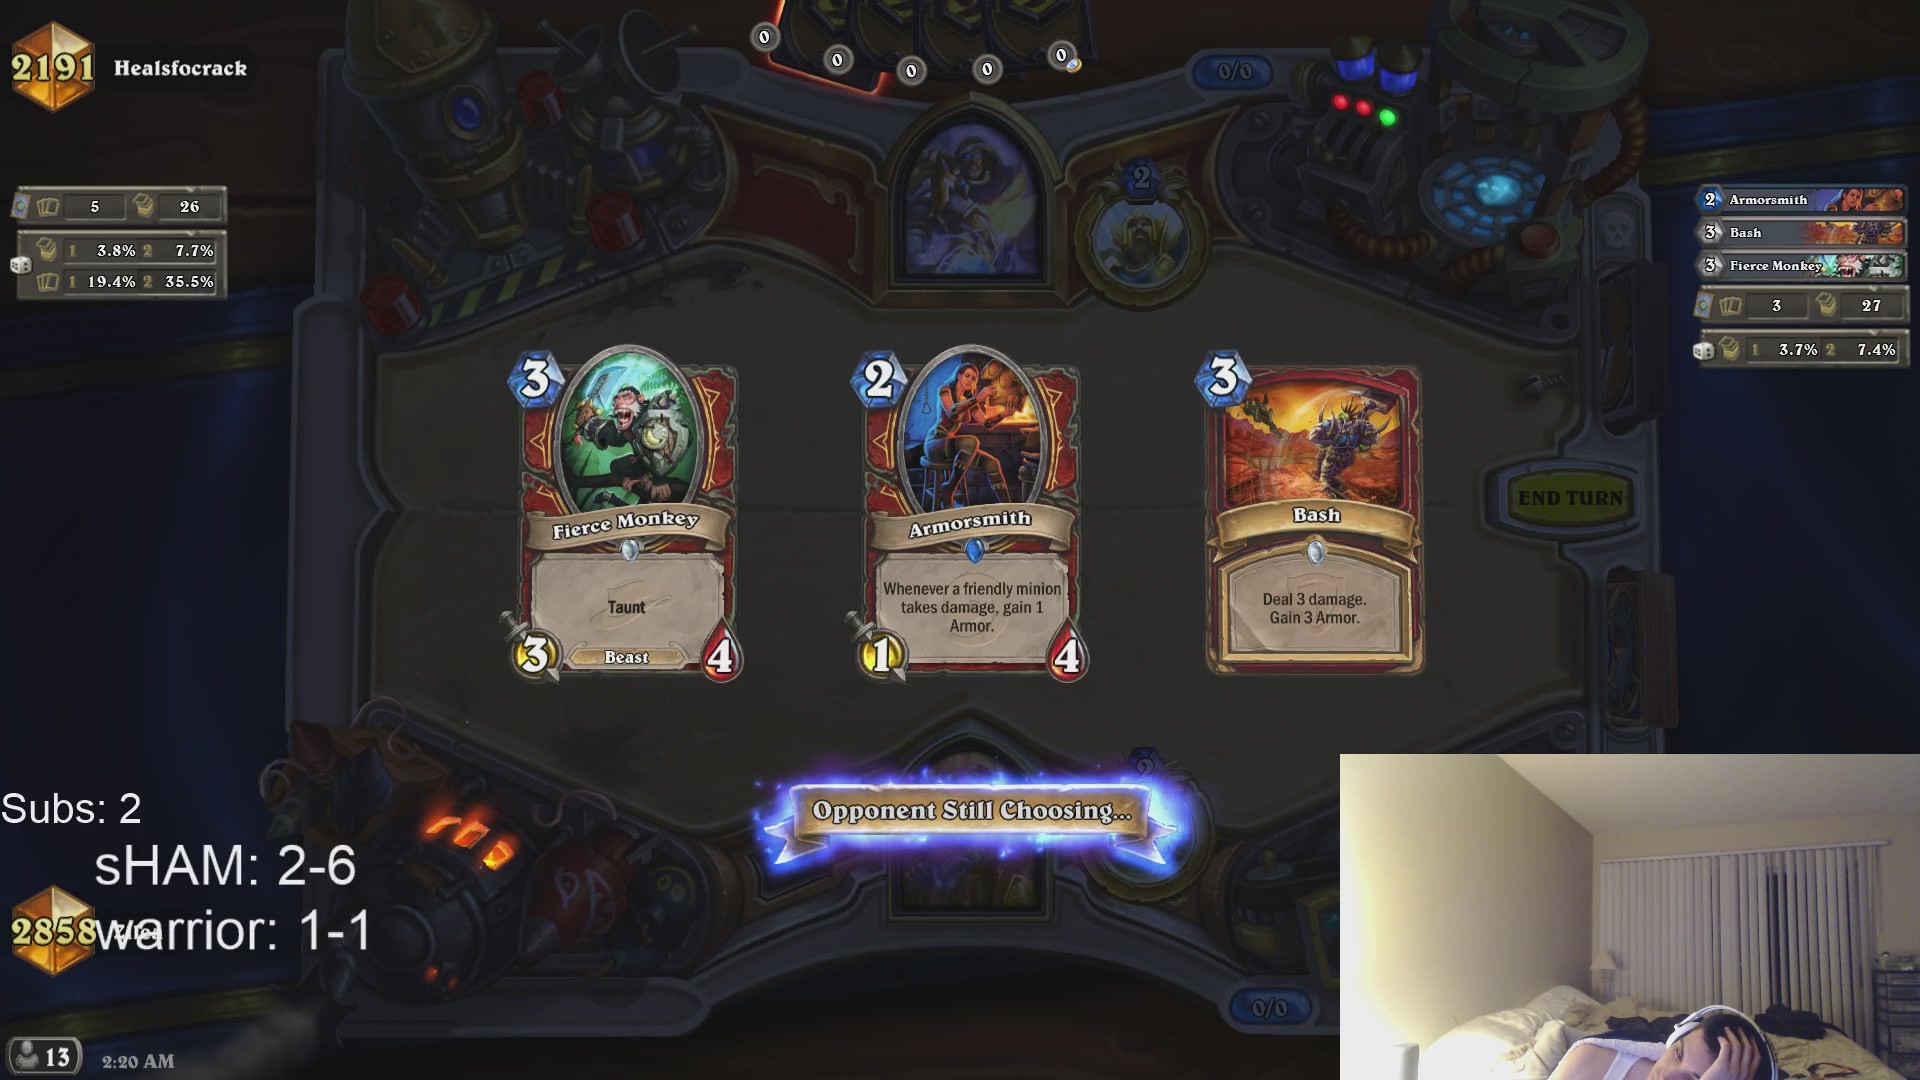 2191 Healsfocrack
0
0
0
0
0
0/0
2
5 26
1 3.8% 2 7.7%
1 19.4% 2 35.5%
2 Armorsmith
3 Bash
3 Fierce Monkey
3 27
1 3.7% 2 7.4%
3
Fierce Monkey
Taunt
3 Beast 4
2
Armorsmith
Whenever a friendly minion
takes damage, gain 1
Armor.
1 4
3
Bash
Deal 3 damage.
Gain 3 Armor.
END TURN
2
Opponent Still Choosing...
Subs: 2
sHAM: 2-6
2858 warrior: 1-1
0/0
13 2:20 AM